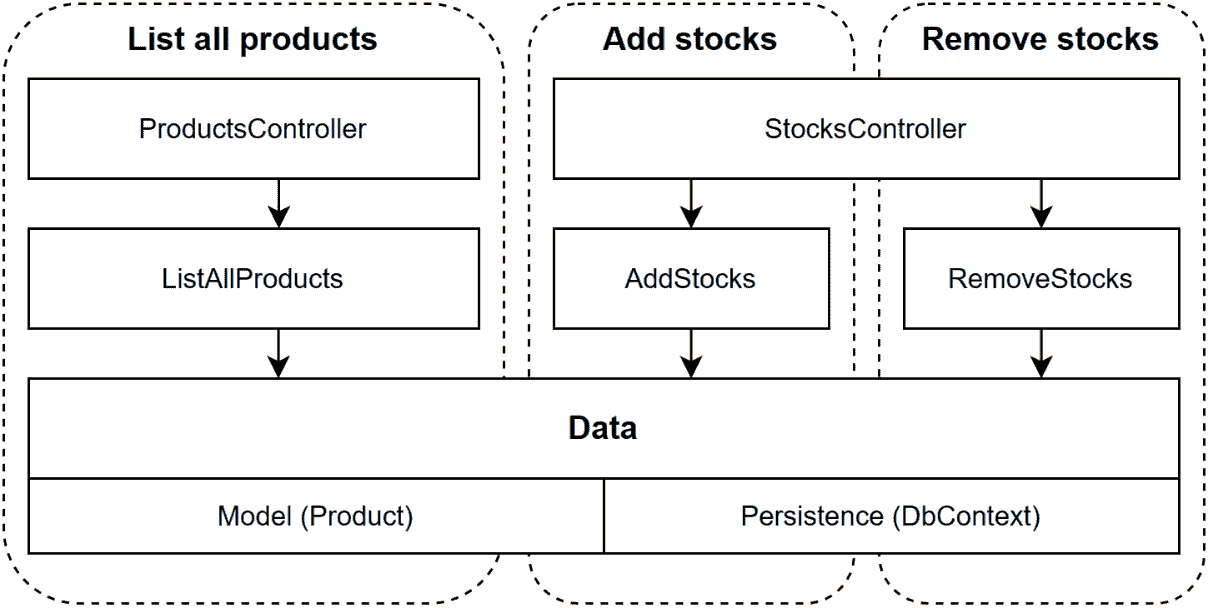 List all products
Add stocks
Remove stocks
ProductsController
StocksController
ListAllProducts
AddStocks
RemoveStocks
Data
Model (Product)
Persistence (DbContext)